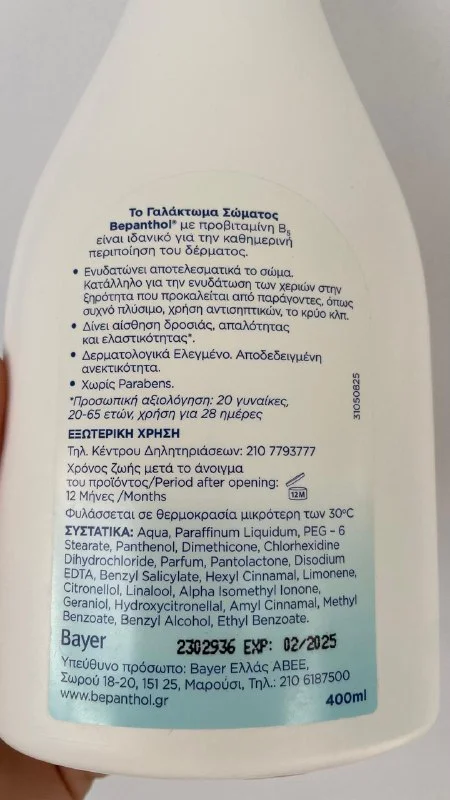 Το Γαλάκτωμα Σώματος
Bepanthol® με προβιταμίνη B5
είναι ιδανικό για την καθημερινή
περιποίηση του δέρματος.
• Ενυδατώνει αποτελεσματικά το σώμα.
Κατάλληλο για την ενυδάτωση των χεριών στην
ξηρότητα που προκαλείται από παράγοντες, όπως
συχνό πλύσιμο, χρήση αντισηπτικών, το κρύο κλπ.
• Δίνει αίσθηση δροσιάς, απαλότητας
και ελαστικότητας*.
• Δερματολογικά Ελεγμένο. Αποδεδειγμένη
ανεκτικότητα.
• Χωρίς Parabens.
*Προσωπική αξιολόγηση: 20 γυναίκες,
20-65 ετών, χρήση για 28 ημέρες
31050825
ΕΞΩΤΕΡΙΚΗ ΧΡΗΣΗ
Τηλ. Κέντρου Δηλητηριάσεων: 210 7793777
Χρόνος ζωής μετά το άνοιγμα
του προϊόντος/Period after opening:
12M
12 Μήνες /Months
Φυλάσσεται σε θερμοκρασία μικρότερη των 30°C
ΣΥΣΤΑΤΙΚΑ: Aqua, Paraffinum Liquidum, PEG - 6
Stearate, Panthenol, Dimethicone, Chlorhexidine
Dihydrochloride, Parfum, Pantolactone, Disodium
EDTA, Benzyl Salicylate, Hexyl Cinnamal, Limonene,
Citronellol, Linalool, Alpha Isomethyl Ionone,
Geraniol, Hydroxycitronellal, Amyl Cinnamal, Methyl
Benzoate, Benzyl Alcohol, Ethyl Benzoate.
Bayer 2302936 EXP: 02/2025
Υπεύθυνο πρόσωπο: Bayer Ελλάς ΑΒΕΕ,
Σωρού 18-20, 151 25, Μαρούσι, Τηλ.: 210 6187500
www.bepanthol.gr
400ml